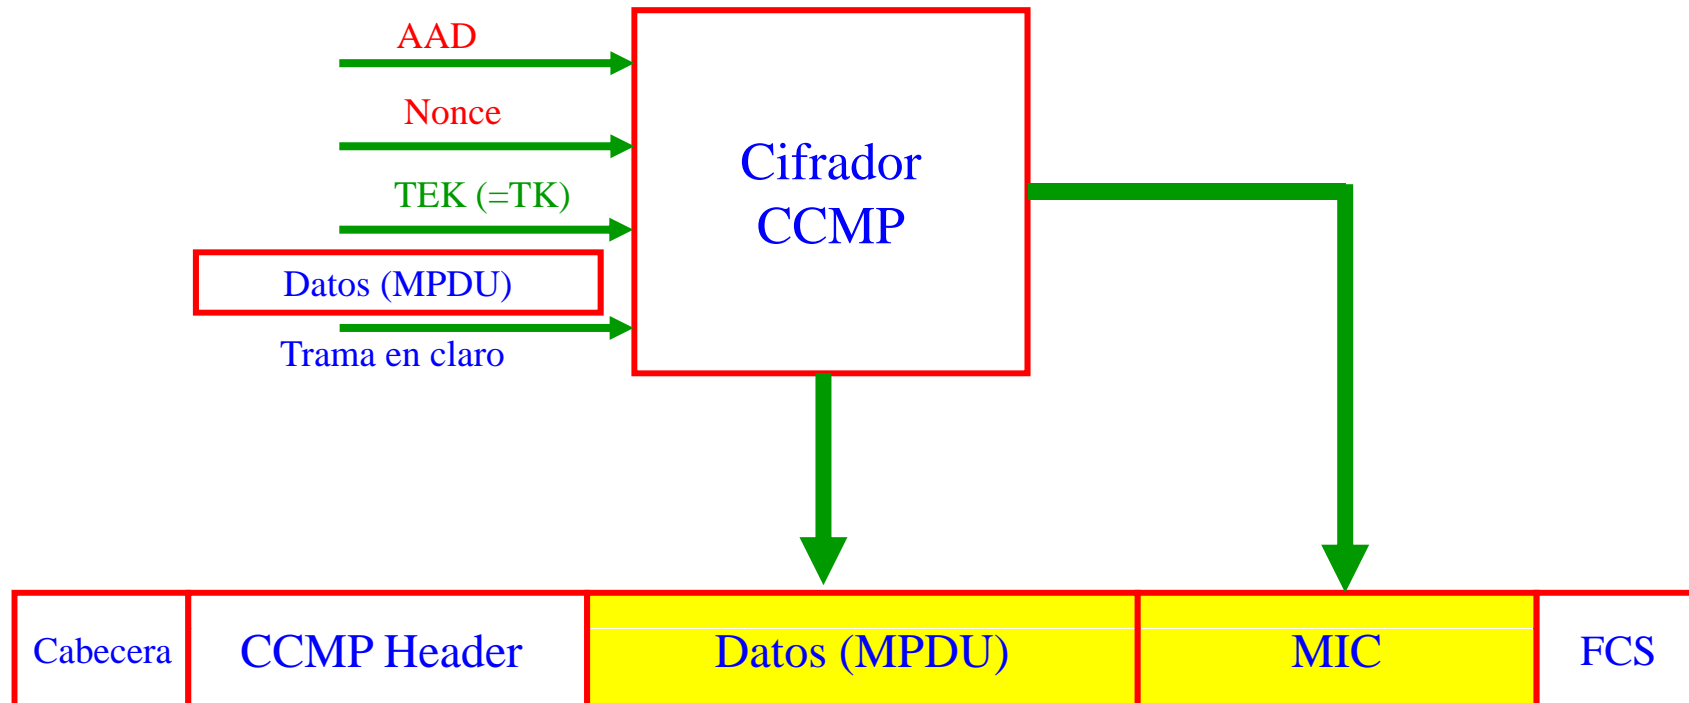 AAD
Nonce
TEK (=TK)
Datos (MPDU)
Trama en claro
Cifrador
CCMP
Cabecera
CCMP Header
Datos (MPDU)
MIC
FCS